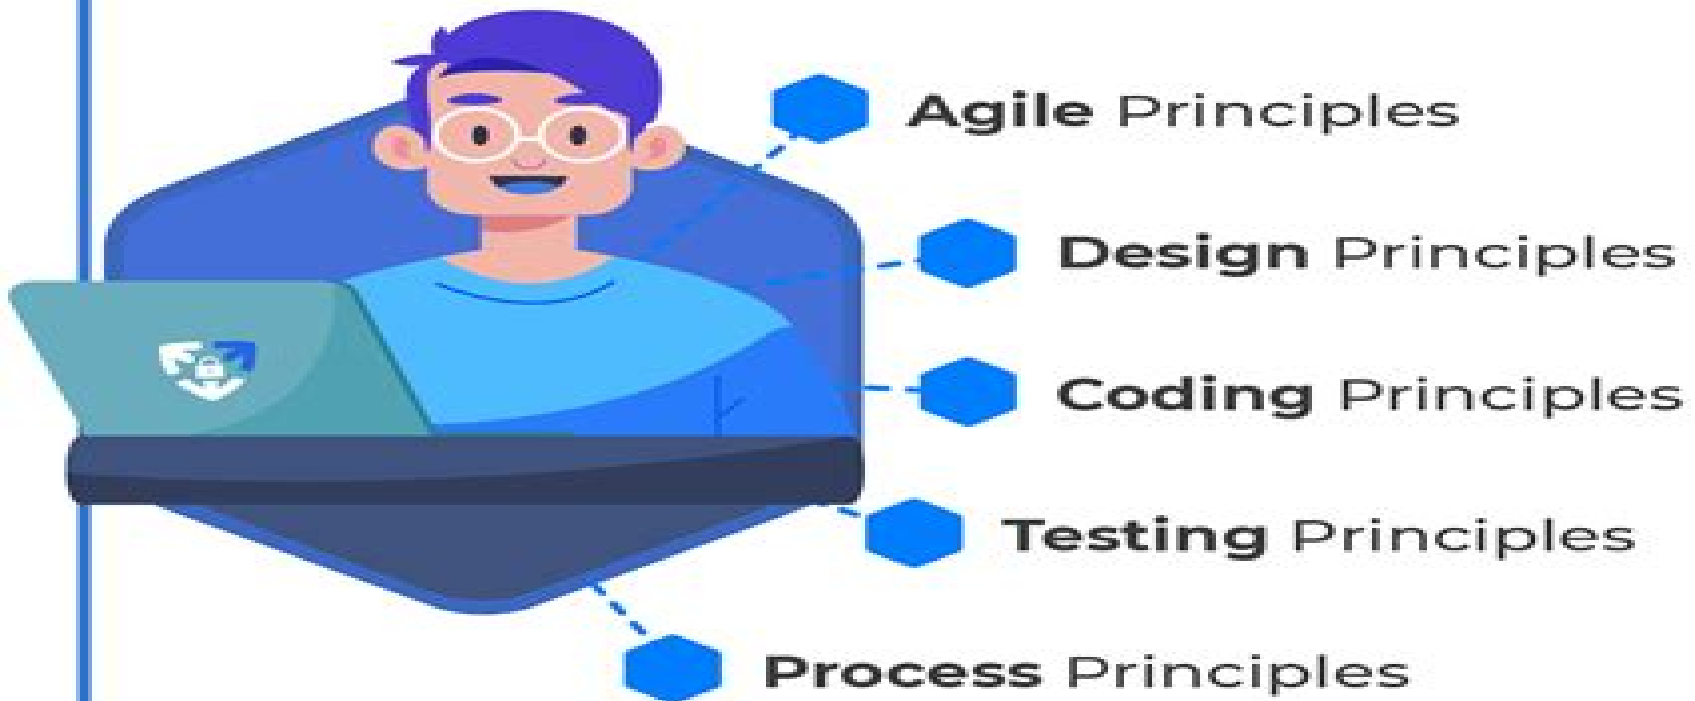 Agile Principles
Design Principles
Coding Principles
Testing Principles
Process Principles